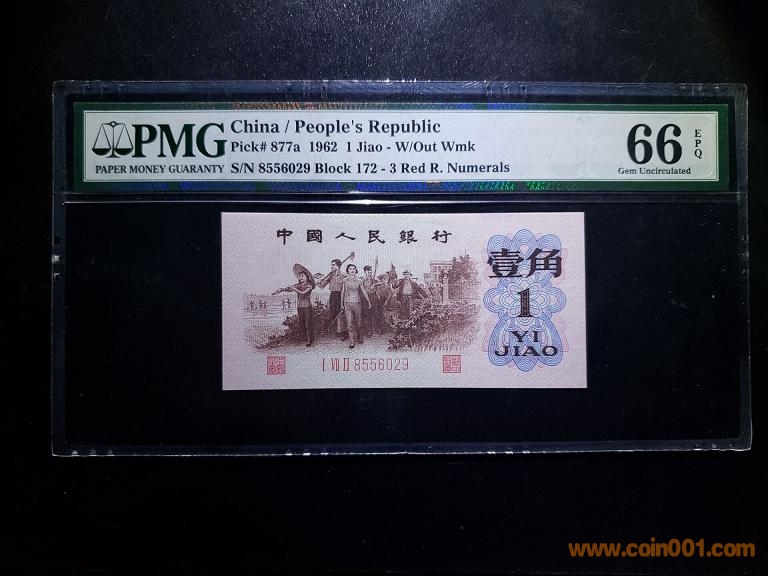 PMG
PAPER MONEY GUARANTY
China / People's Republic
Pick# 877a 1962 1 Jiao - W/Out Wmk
S/N 8556029 Block 172 - 3 Red R. Numerals
66 EPQ
Gem Uncirculated
中國人民銀行
壹角
1
YI
JIAO
I VII II 8556029
www.coin001.com